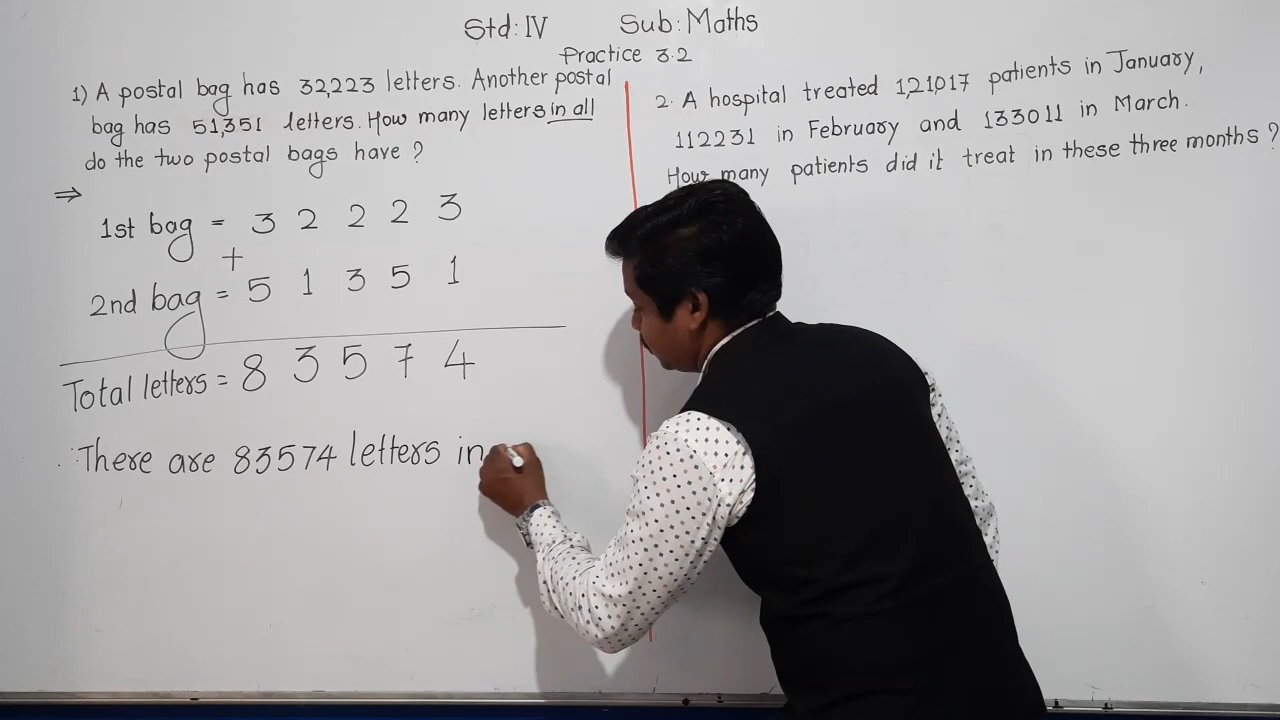 Std: IV Sub: Maths
Practice 3.2
1) A postal bag has 32,223 letters. Another postal
bag has 51,351 letters. How many letters in all
do the two postal bags have ?
⇒
1st bag = 3 2 2 2 3
+
2nd bag = 5 1 3 5 1
Total letters = 8 3 5 7 4
∴ There are 83574 letters in
2. A hospital treated 1,21,017 patients in January,
112231 in February and 133011 in March.
How many patients did it treat in these three months ?